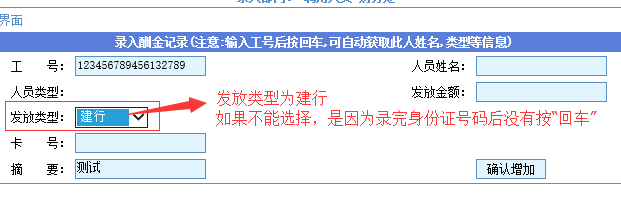 界面
录入酬金记录(注意:输入工号后按回车,可自动获取此人姓名,类型等信息)
工 号: 123456789456132789 人员姓名:
人员类型: 发放金额:
发放类型: 建行
发放类型为建行
如果不能选择，是因为录完身份证号码后没有按“回车”
卡 号:
摘 要: 测试 确认增加